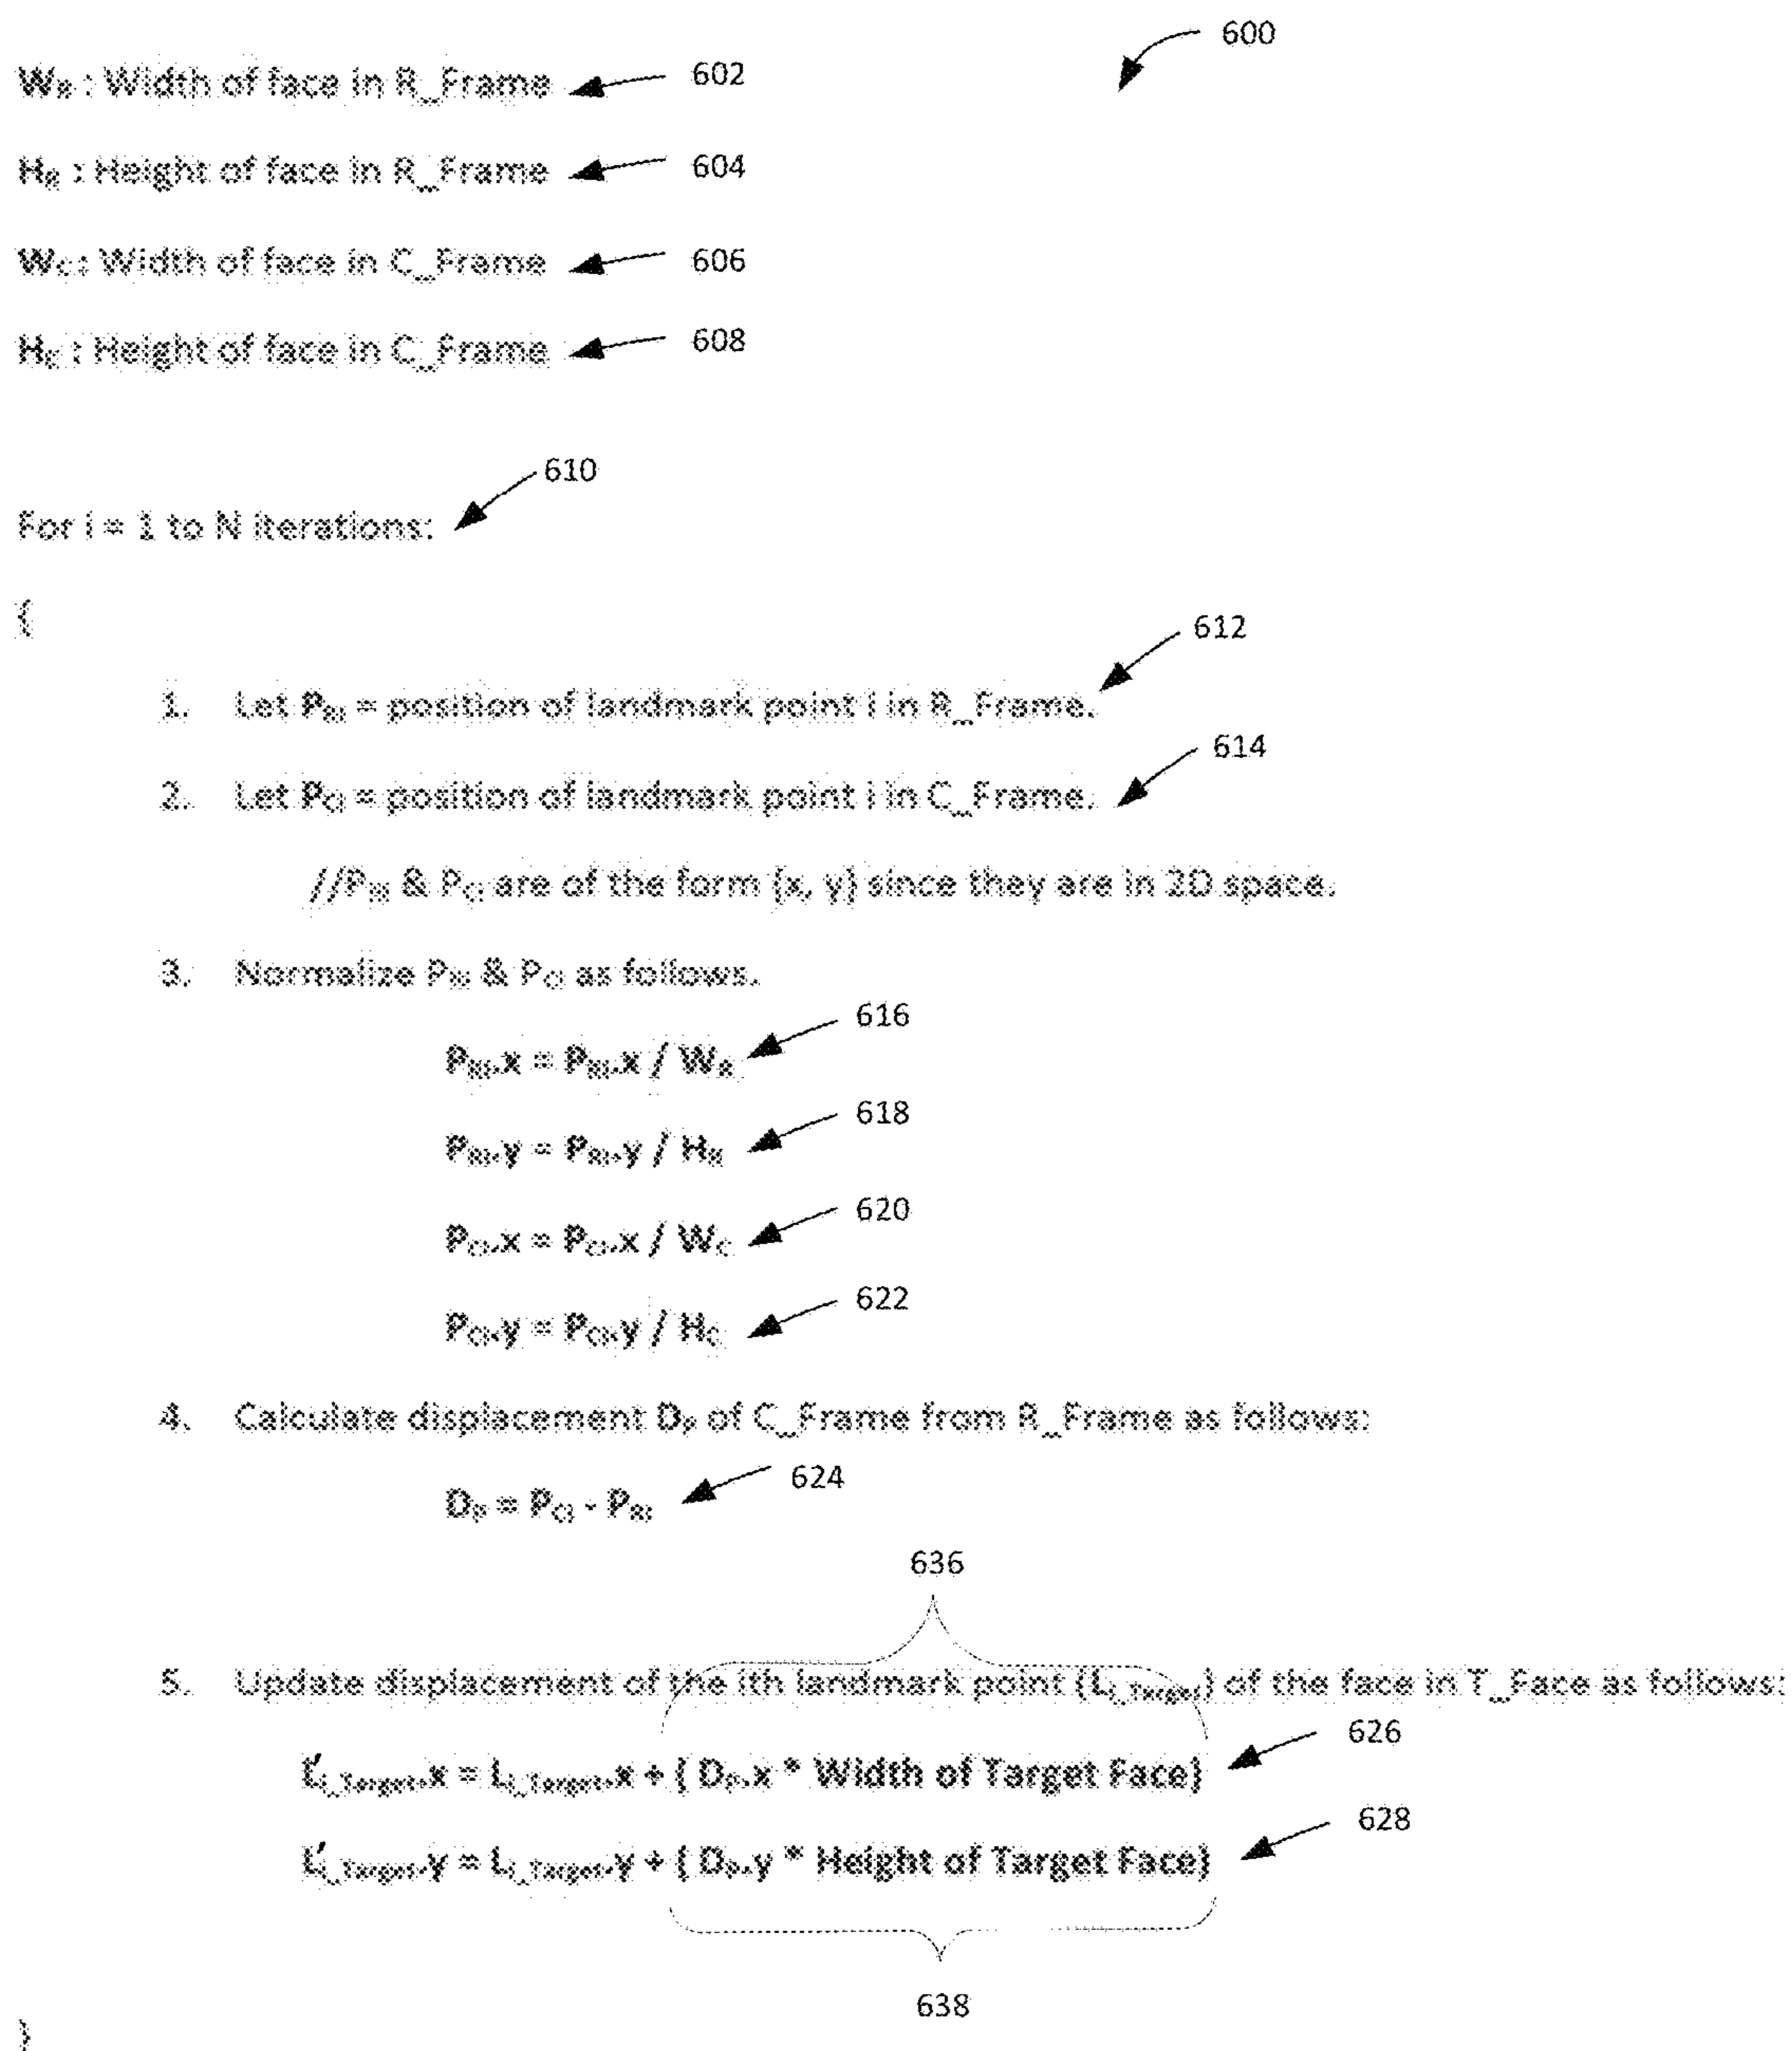 600
W_R : Width of face in R_Frame 602
H_R : Height of face in R_Frame 604
W_C : Width of face in C_Frame 606
H_C : Height of face in C_Frame 608
610
For i = 1 to N iterations:
{
612
1. Let P_Ri = position of landmark point i in R_Frame.
614
2. Let P_Ci = position of landmark point i in C_Frame.
//P_Ri & P_Ci are of the form {x, y} since they are in 2D space.
3. Normalize P_Ri & P_Ci as follows.
P_Ri.x = P_Ri.x / W_R 616
P_Ri.y = P_Ri.y / H_R 618
P_Ci.x = P_Ci.x / W_C 620
P_Ci.y = P_Ci.y / H_C 622
4. Calculate displacement D_P of C_Frame from R_Frame as follows:
D_P = P_Ci - P_Ri 624
636
5. Update displacement of the ith landmark point (L_i_Target) of the face in T_Face as follows:
L'_i_Target.x = L_i_Target.x + ( D_P.x * Width of Target Face) 626
L'_i_Target.y = L_i_Target.y + ( D_P.y * Height of Target Face) 628
638
}